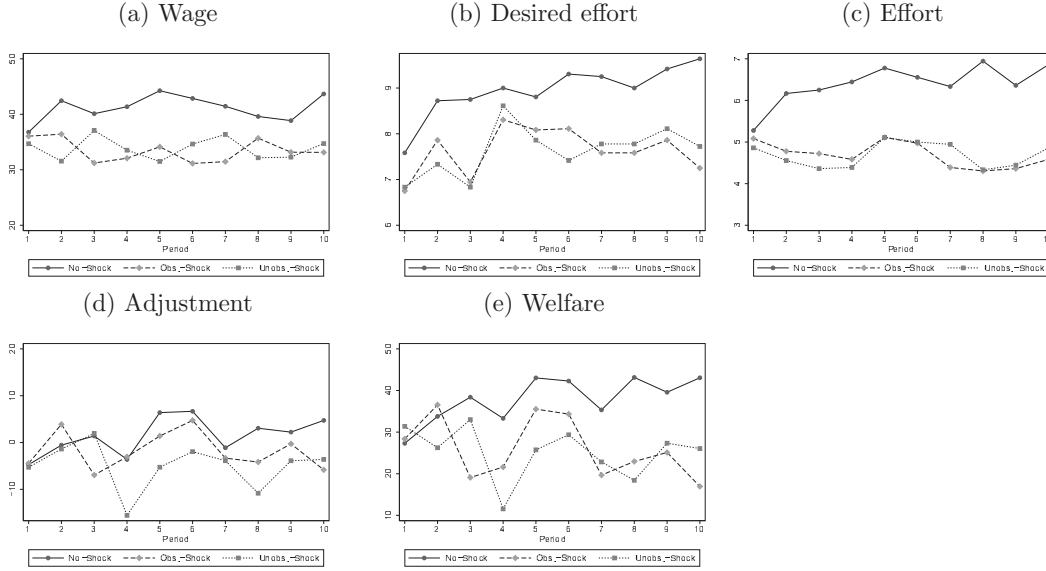 (a) Wage
(b) Desired effort
(c) Effort
50
40
30
20
1 2 3 4 5 6 7 8 9 10
Period
No-Shock Obs.-Shock Unobs.-Shock
9
8
7
6
1 2 3 4 5 6 7 8 9 10
Period
No-Shock Obs.-Shock Unobs.-Shock
7
6
5
4
3
1 2 3 4 5 6 7 8 9
Period
No-Shock Obs.-Shock Unobs.-Shock
(d) Adjustment
(e) Welfare
20
10
0
-10
1 2 3 4 5 6 7 8 9 10
Period
No-Shock Obs.-Shock Unobs.-Shock
50
40
30
20
10
1 2 3 4 5 6 7 8 9 10
Period
No-Shock Obs.-Shock Unobs.-Shock